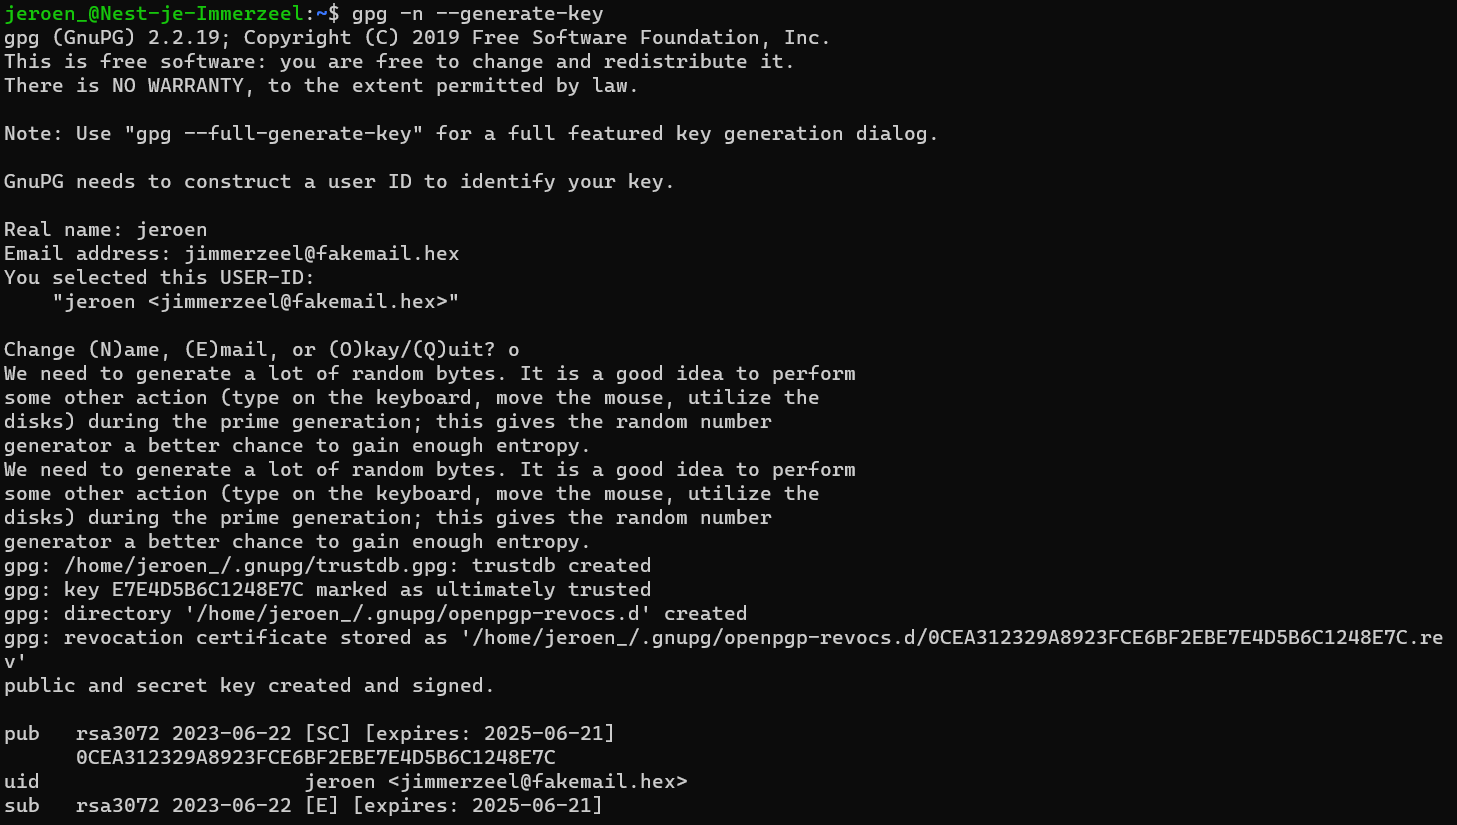 jeroen_@Nest-je-Immerzeel:~$ gpg -n --generate-key
gpg (GnuPG) 2.2.19; Copyright (C) 2019 Free Software Foundation, Inc.
This is free software: you are free to change and redistribute it.
There is NO WARRANTY, to the extent permitted by law.
Note: Use "gpg --full-generate-key" for a full featured key generation dialog.
GnuPG needs to construct a user ID to identify your key.
Real name: jeroen
Email address: jimmerzeel@fakemail.hex
You selected this USER-ID:
    "jeroen <jimmerzeel@fakemail.hex>"
Change (N)ame, (E)mail, or (O)kay/(Q)uit? o
We need to generate a lot of random bytes. It is a good idea to perform
some other action (type on the keyboard, move the mouse, utilize the
disks) during the prime generation; this gives the random number
generator a better chance to gain enough entropy.
We need to generate a lot of random bytes. It is a good idea to perform
some other action (type on the keyboard, move the mouse, utilize the
disks) during the prime generation; this gives the random number
generator a better chance to gain enough entropy.
gpg: /home/jeroen_/.gnupg/trustdb.gpg: trustdb created
gpg: key E7E4D5B6C1248E7C marked as ultimately trusted
gpg: directory '/home/jeroen_/.gnupg/openpgp-revocs.d' created
gpg: revocation certificate stored as '/home/jeroen_/.gnupg/openpgp-revocs.d/0CEA312329A8923FCE6BF2EBE7E4D5B6C1248E7C.re
v'
public and secret key created and signed.
pub   rsa3072 2023-06-22 [SC] [expires: 2025-06-21]
      0CEA312329A8923FCE6BF2EBE7E4D5B6C1248E7C
uid                      jeroen <jimmerzeel@fakemail.hex>
sub   rsa3072 2023-06-22 [E] [expires: 2025-06-21]